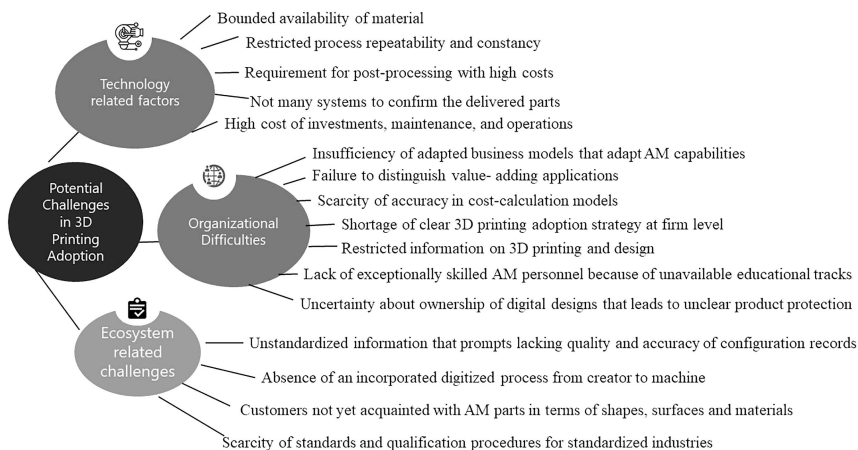 Bounded availability of material
Restricted process repeatability and constancy
Requirement for post-processing with high costs
Technology
related factors
Not many systems to confirm the delivered parts
High cost of investments, maintenance, and operations
Insufficiency of adapted business models that adapt AM capabilities
Failure to distinguish value- adding applications
Potential
Challenges
in 3D
Printing
Adoption
Scarcity of accuracy in cost-calculation models
Organizational
Difficulties
Shortage of clear 3D printing adoption strategy at firm level
Restricted information on 3D printing and design
Lack of exceptionally skilled AM personnel because of unavailable educational tracks
Uncertainty about ownership of digital designs that leads to unclear product protection
Ecosystem
related
challenges
Unstandardized information that prompts lacking quality and accuracy of configuration records
Absence of an incorporated digitized process from creator to machine
Customers not yet acquainted with AM parts in terms of shapes, surfaces and materials
Scarcity of standards and qualification procedures for standardized industries